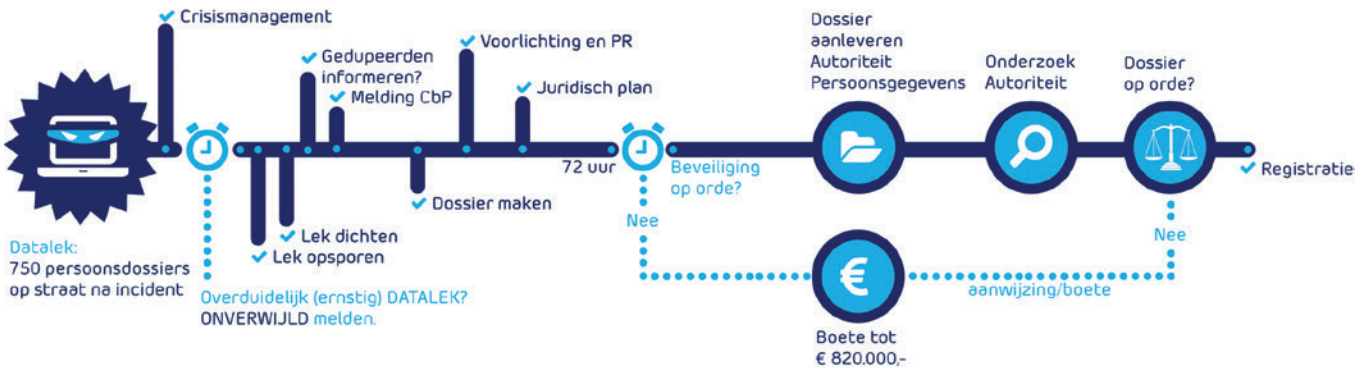 Crisismanagement
Gedupeerden
informeren?
Melding CbP
Voorlichting en PR
Juridisch plan
Dossier
aanleveren
Autoriteit
Persoonsgegevens
Onderzoek
Autoriteit
Dossier
op orde?
72 uur
Beveiliging
op orde?
Registratie
Dossier maken
Lek dichten
Lek opsporen
Nee
Nee
Datalek:
750 persoonsdossiers
op straat na incident
Overduidelijk (ernstig) DATALEK?
ONVERWIJLD melden.
€
aanwijzing/boete
Boete tot
€ 820.000,-